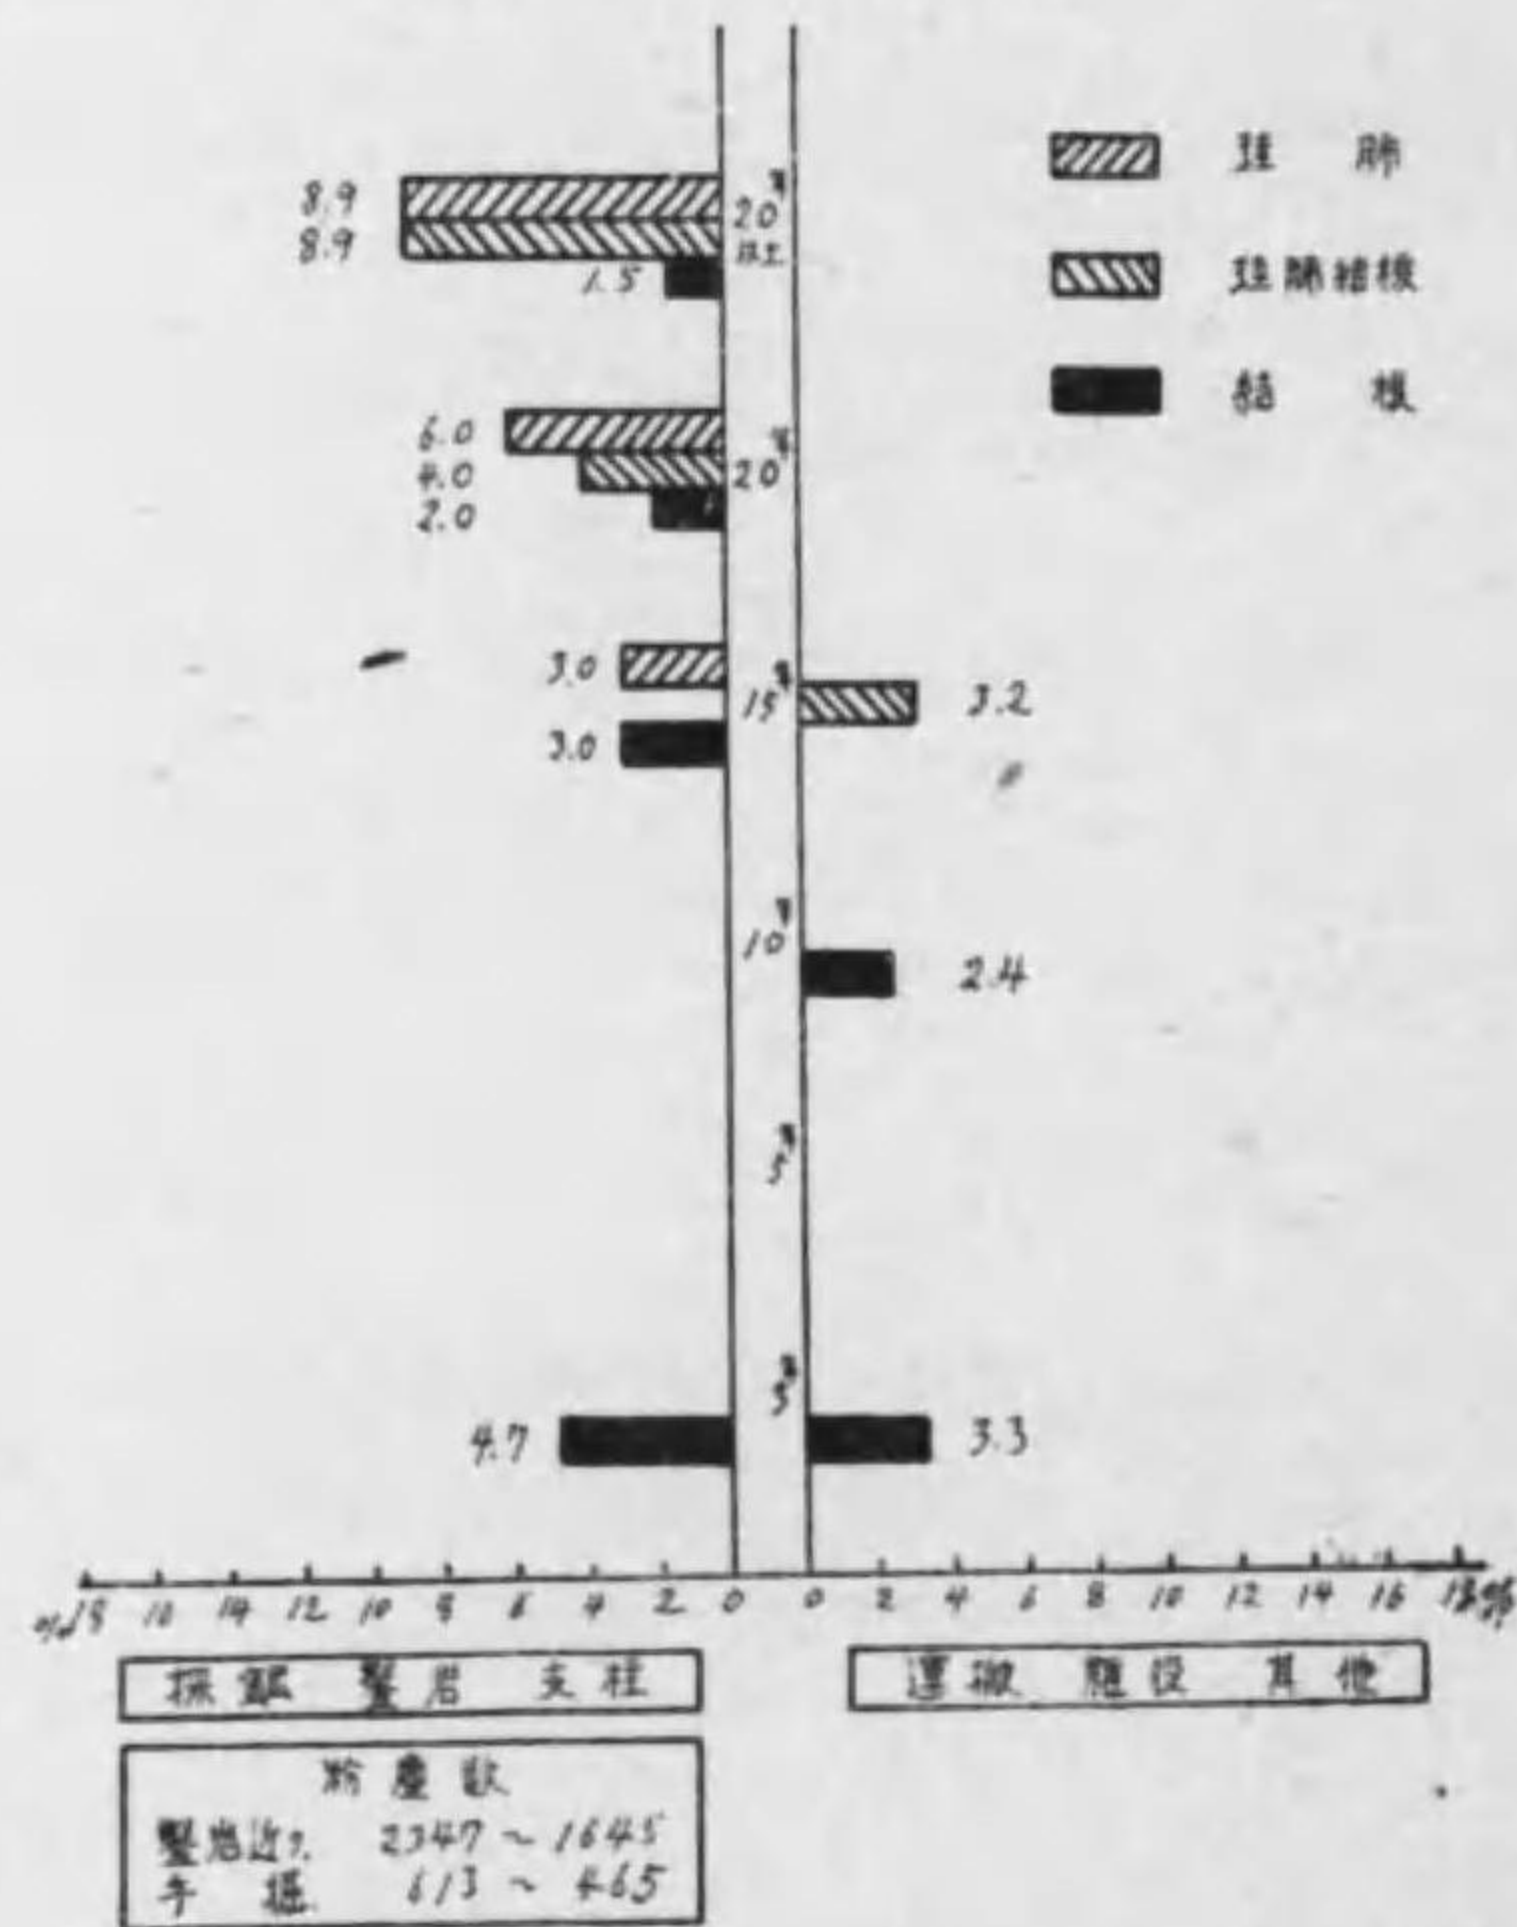 珪肺
珪肺結核
結核
8.9
8.9
1.5
20年
以上
6.0
4.0
2.0
20年
3.0
3.0
15年
3.2
10年
2.4
5年
3年
4.7
3.3
% 18 16 14 12 10 8 6 4 2 0 0 2 4 6 8 10 12 14 16 18 %
採鑛 鑿岩 支柱
運搬 雑役 其他
粉塵数
鑿岩近ク 2347～1645
手掘 613～465